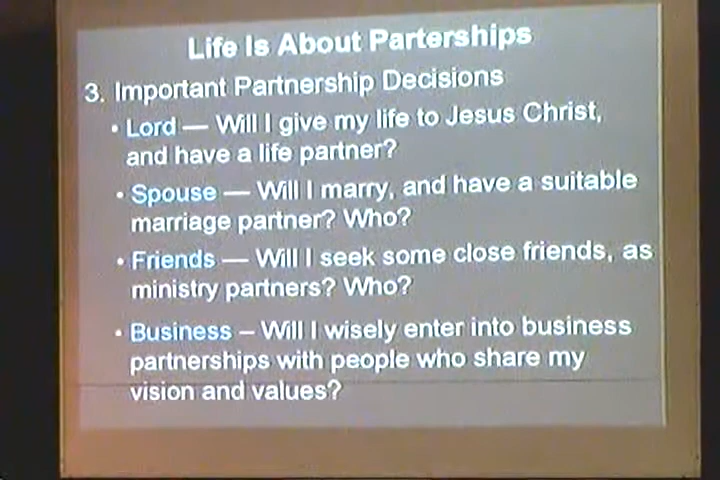 Life Is About Parterships
3. Important Partnership Decisions
• Lord — Will I give my life to Jesus Christ,
and have a life partner?
• Spouse — Will I marry, and have a suitable
marriage partner? Who?
• Friends — Will I seek some close friends, as
ministry partners? Who?
• Business – Will I wisely enter into business
partnerships with people who share my
vision and values?